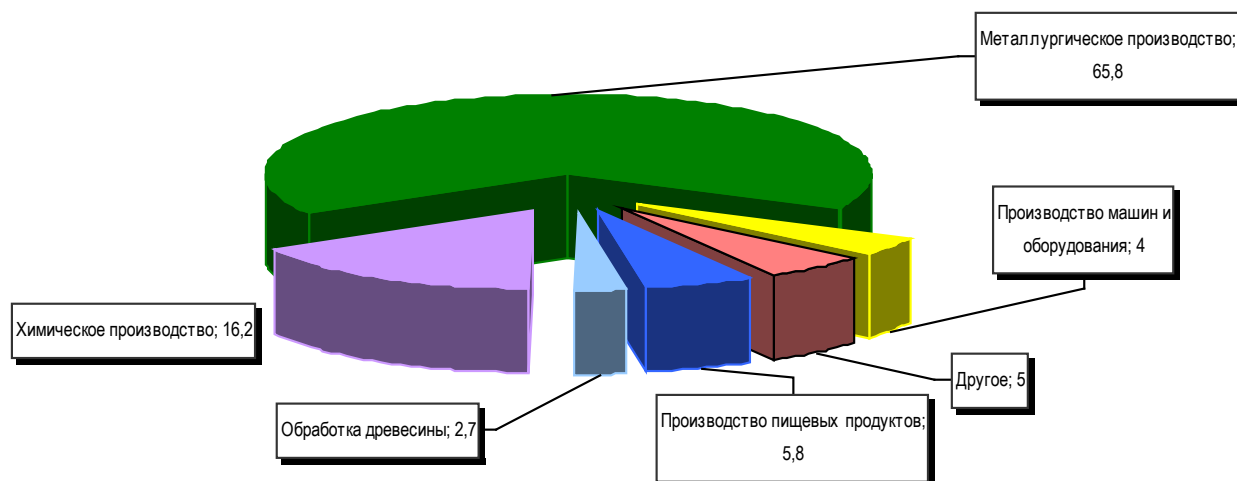 Металлургическое производство;
65,8
Производство машин и
оборудования; 4
Химическое производство; 16,2
Другое; 5
Обработка древесины; 2,7
Производство пищевых продуктов;
5,8